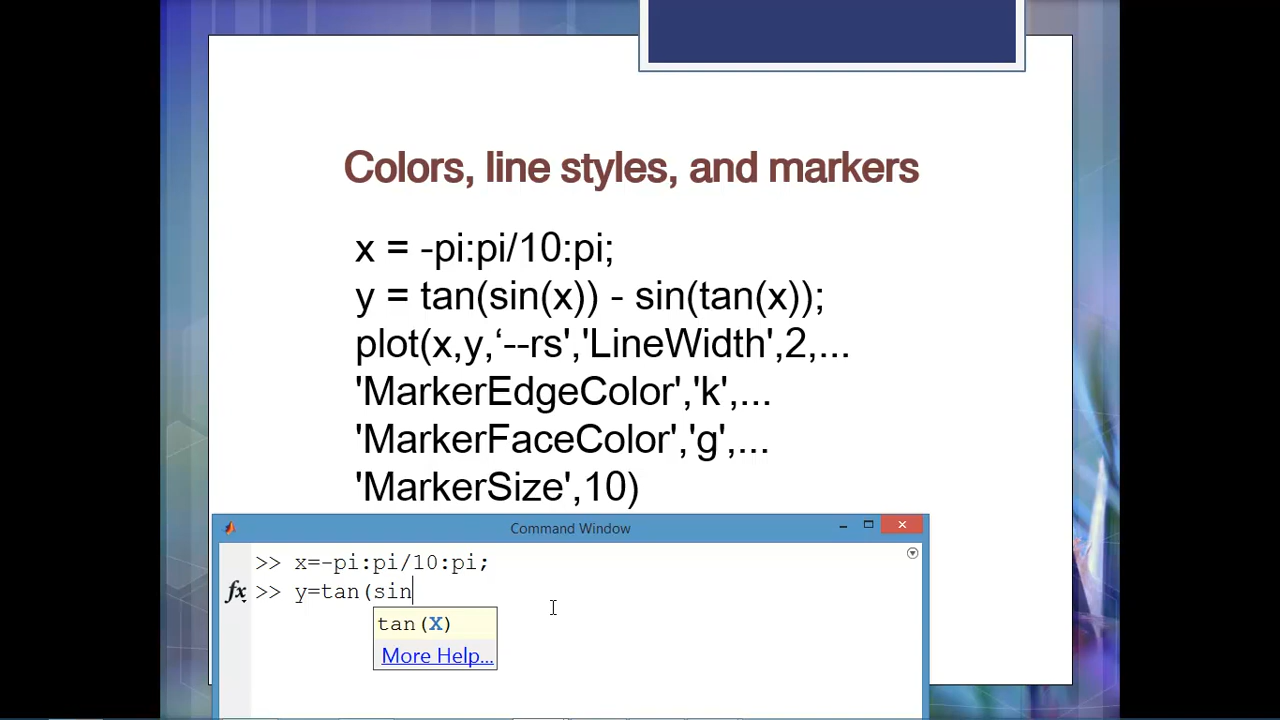 Colors, line styles, and markers
x = -pi:pi/10:pi;
y = tan(sin(x)) - sin(tan(x));
plot(x,y,‘--rs','LineWidth',2,...
'MarkerEdgeColor','k',...
'MarkerFaceColor','g',...
'MarkerSize',10)
Command Window
>> x=-pi:pi/10:pi;
fx >> y=tan(sin
tan(X)
More Help...